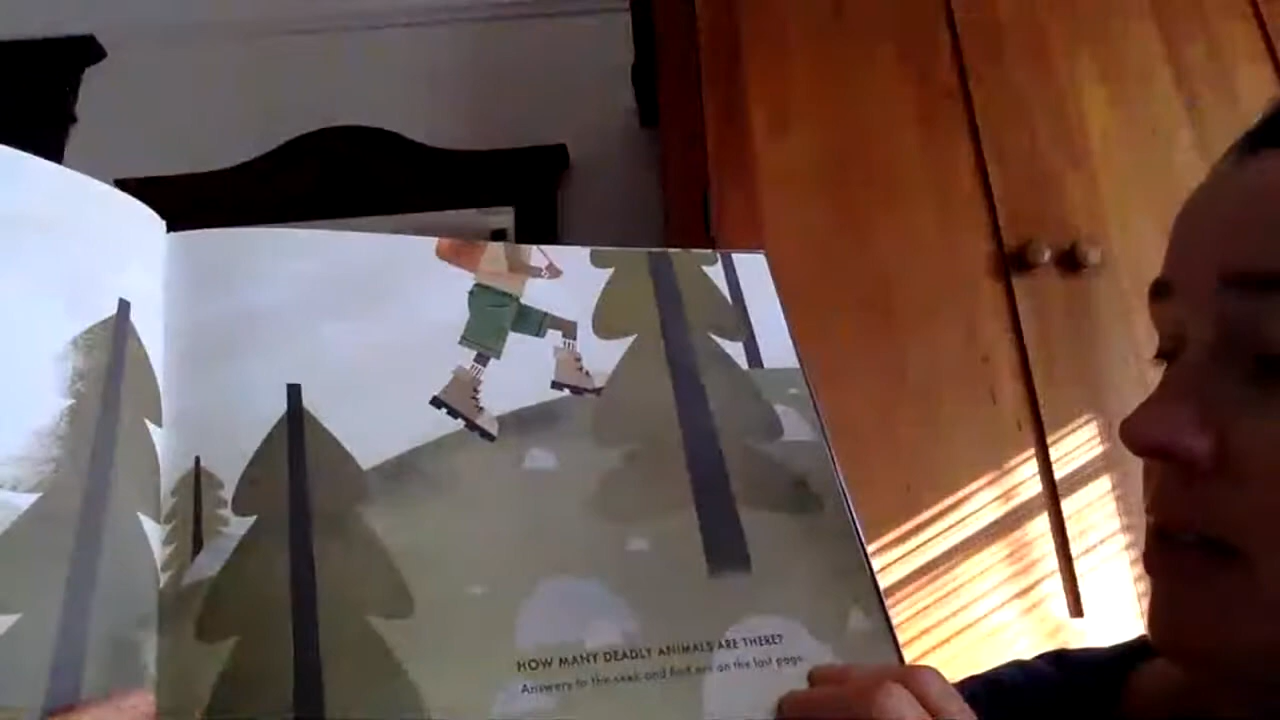 HOW MANY DEADLY ANIMALS ARE THERE?
Answers to the seek and find are on the last page.